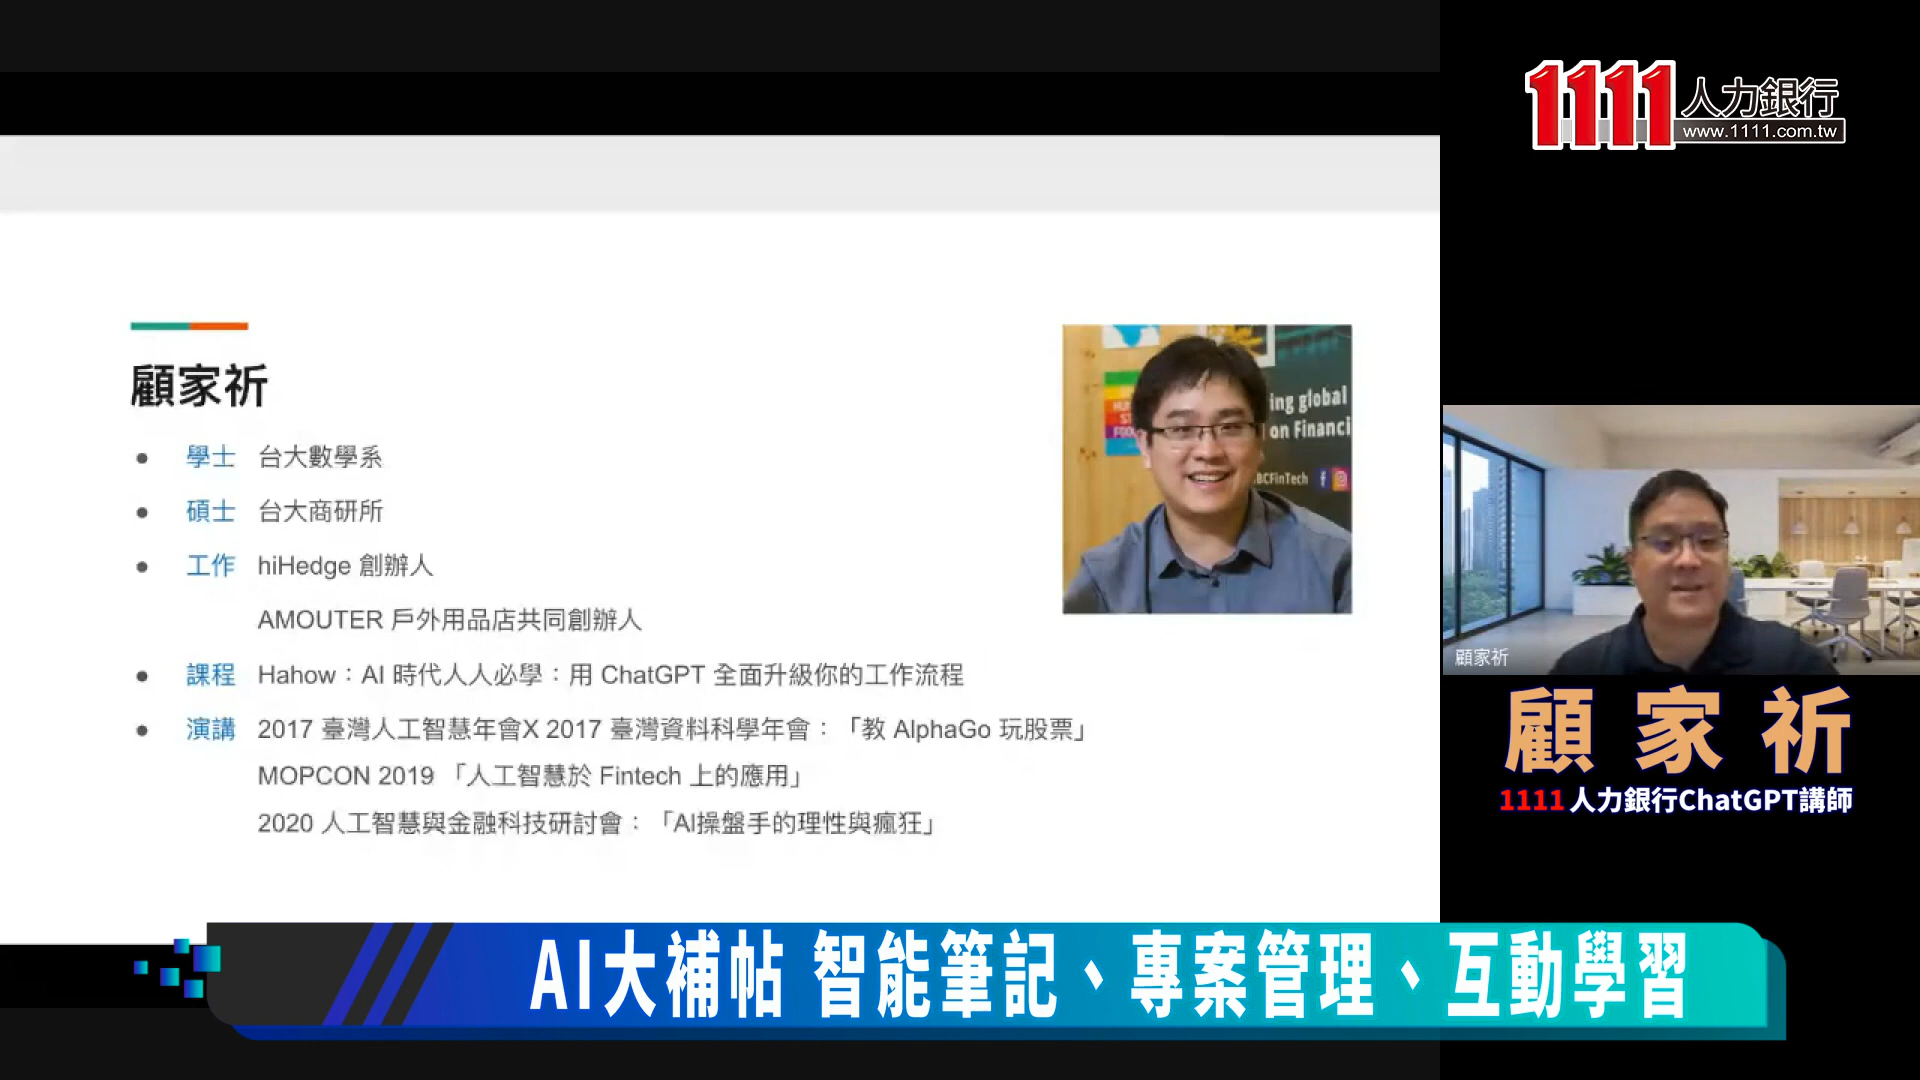 1111人力銀行
www.1111.com.tw
顧家祈
學士 台大數學系
碩士 台大商研所
工作 hiHedge 創辦人
AMOUTER 戶外用品店共同創辦人
課程 Hahow：AI 時代人人必學：用 ChatGPT 全面升級你的工作流程
演講 2017 臺灣人工智慧年會X 2017 臺灣資料科學年會：「教 AlphaGo 玩股票」
MOPCON 2019 「人工智慧於 Fintech 上的應用」
2020 人工智慧與金融科技研討會：「AI操盤手的理性與瘋狂」
ing global
on Financi
BCFinTech
顧家祈
顧家祈
1111人力銀行ChatGPT講師
AI大補帖 智能筆記、專案管理、互動學習